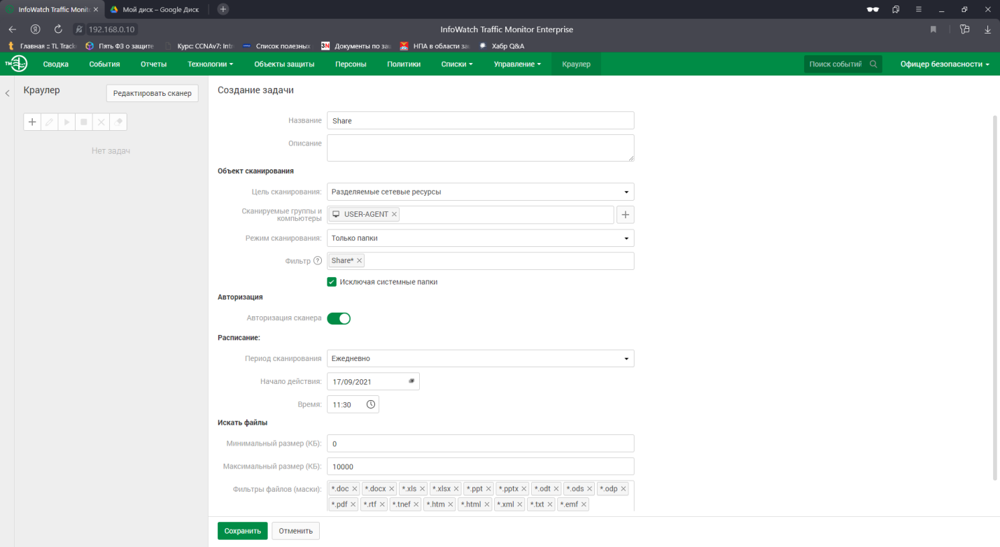 InfoWatch Traffic Monit
Мой диск – Google Диск
192.168.0.10
InfoWatch Traffic Monitor Enterprise
Главная :: TL Track
Пять ФЗ о защите
Курс: CCNAv7: Intr
Список полезных
3N Документы по защ
НПА в области за
Хабр Q&A
TM
Сводка
События
Отчеты
Технологии
Объекты защиты
Персоны
Политики
Списки
Управление
Краулер
Поиск событий
Офицер безопасности
Краулер
Редактировать сканер
Нет задач
Создание задачи
Название Share
Описание
Объект сканирования
Цель сканирования: Разделяемые сетевые ресурсы
Сканируемые группы и
компьютеры
USER-AGENT
Режим сканирования: Только папки
Фильтр ? Share*
Исключая системные папки
Авторизация
Авторизация сканера
Расписание:
Период сканирования Ежедневно
Начало действия: 17/09/2021
Время: 11:30
Искать файлы
Минимальный размер (КБ): 0
Максимальный размер (КБ): 10000
Фильтры файлов (маски): *.doc *.docx *.xls *.xlsx *.ppt *.pptx *.odt *.ods *.odp
*.pdf *.rtf *.tnef *.htm *.html *.xml *.txt *.emf
Сохранить
Отменить